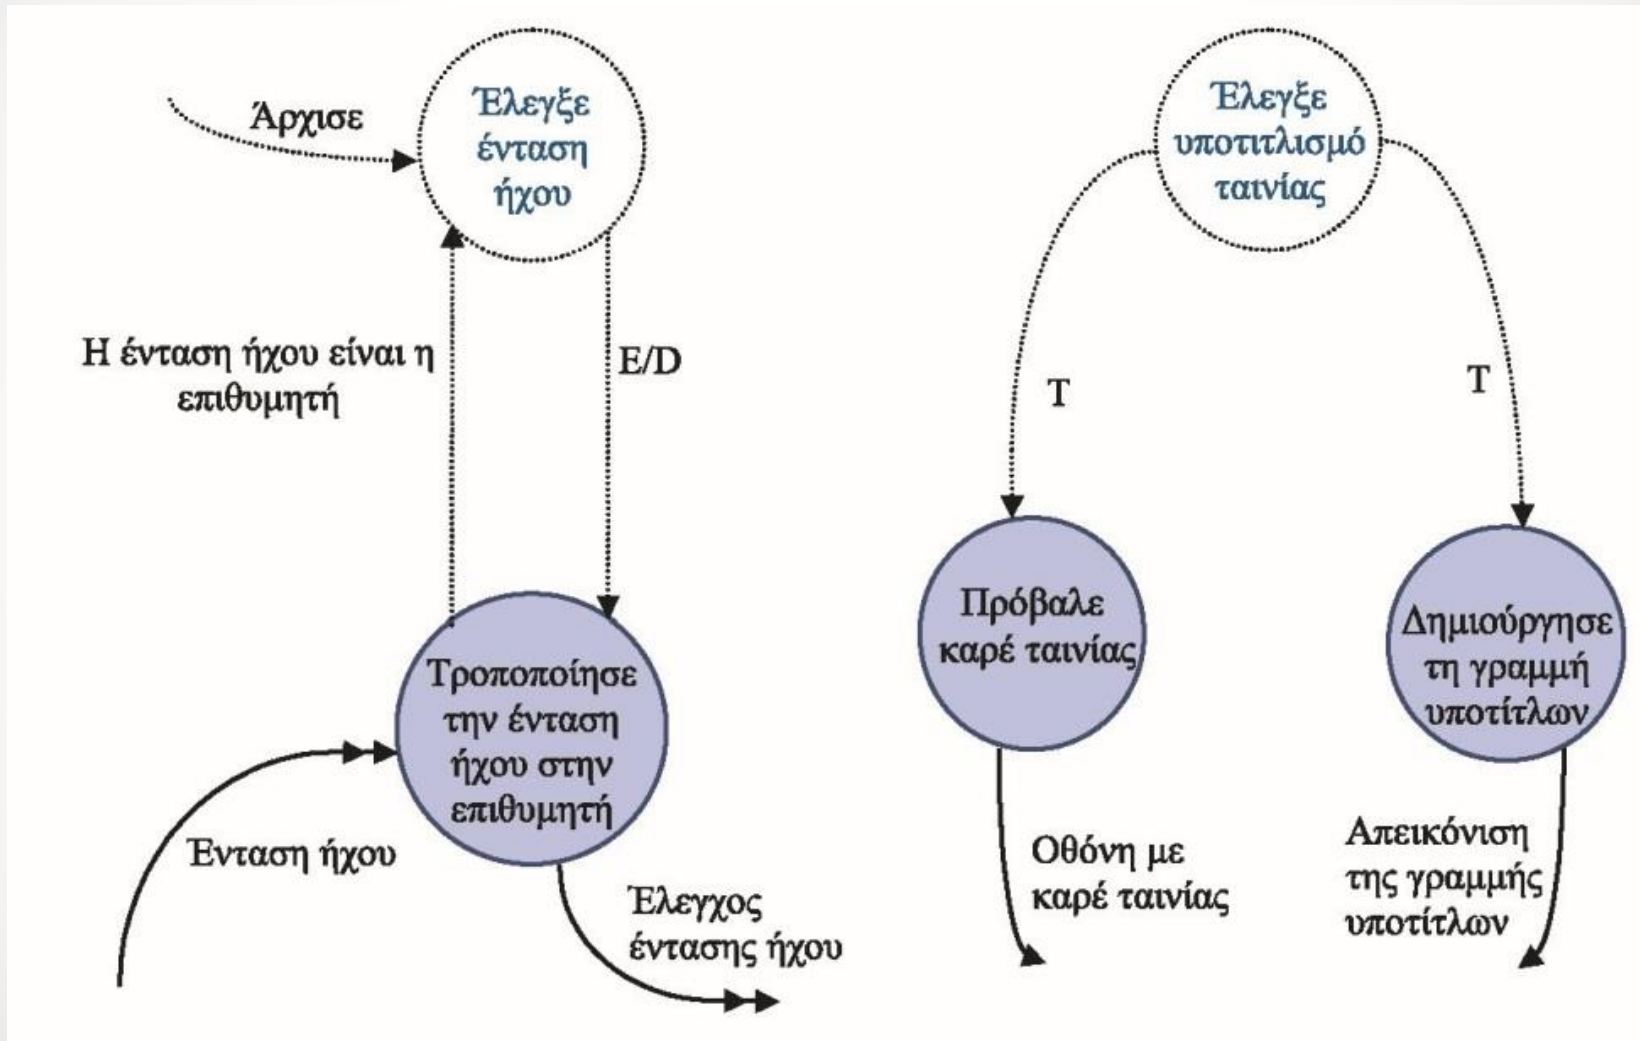 Άρχισε
Έλεγξε
ένταση
ήχου
Η ένταση ήχου είναι η
επιθυμητή
E/D
Τροποποίησε
την ένταση
ήχου στην
επιθυμητή
Ένταση ήχου
Έλεγχος
έντασης ήχου
Έλεγξε
υποτιτλισμό
ταινίας
T
T
Πρόβαλε
καρέ ταινίας
Δημιούργησε
τη γραμμή
υποτίτλων
Οθόνη με
καρέ ταινίας
Απεικόνιση
της γραμμής
υποτίτλων